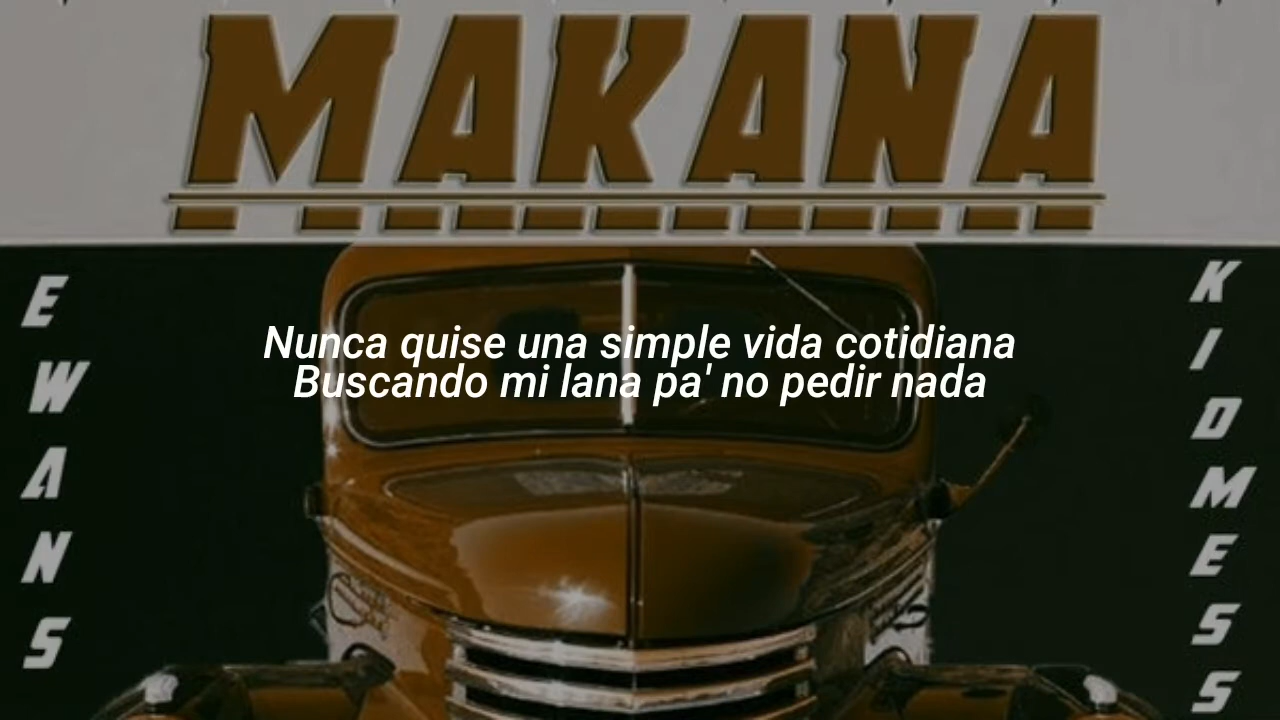 MAKANA
EWANS
Nunca quise una simple vida cotidiana
Buscando mi lana pa' no pedir nada
KIDMESS